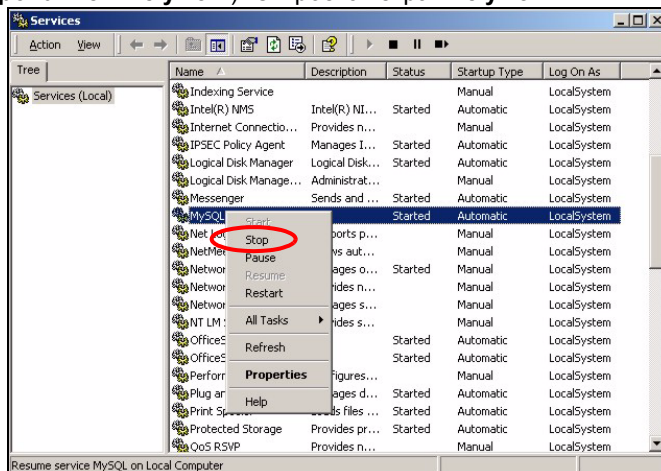 Services
Action View
Tree
Name Description Status Startup Type Log On As
Services (Local)
Indexing Service Manual LocalSystem
Intel(R) NMS Intel(R) NI... Started Automatic LocalSystem
Internet Connectio... Provides n... Manual LocalSystem
IPSEC Policy Agent Manages I... Started Automatic LocalSystem
Logical Disk Manager Logical Disk... Started Automatic LocalSystem
Logical Disk Manage... Administrat... Manual LocalSystem
Messenger Sends and ... Started Automatic LocalSystem
MySQL Started Automatic LocalSystem
Net Manual LocalSystem
Manual LocalSystem
Started Manual LocalSystem
Manual LocalSystem
Manual LocalSystem
NT LM Manual LocalSystem
Started Automatic LocalSystem
Started Automatic LocalSystem
Manual LocalSystem
Started Automatic LocalSystem
Started Automatic LocalSystem
Protected Storage Provides pr... Started Automatic LocalSystem
QoS RSVP Provides n... Manual LocalSystem
Start
Stop
Pause
Resume
Restart
All Tasks
Refresh
Properties
Help
Resume service MySQL on Local Computer